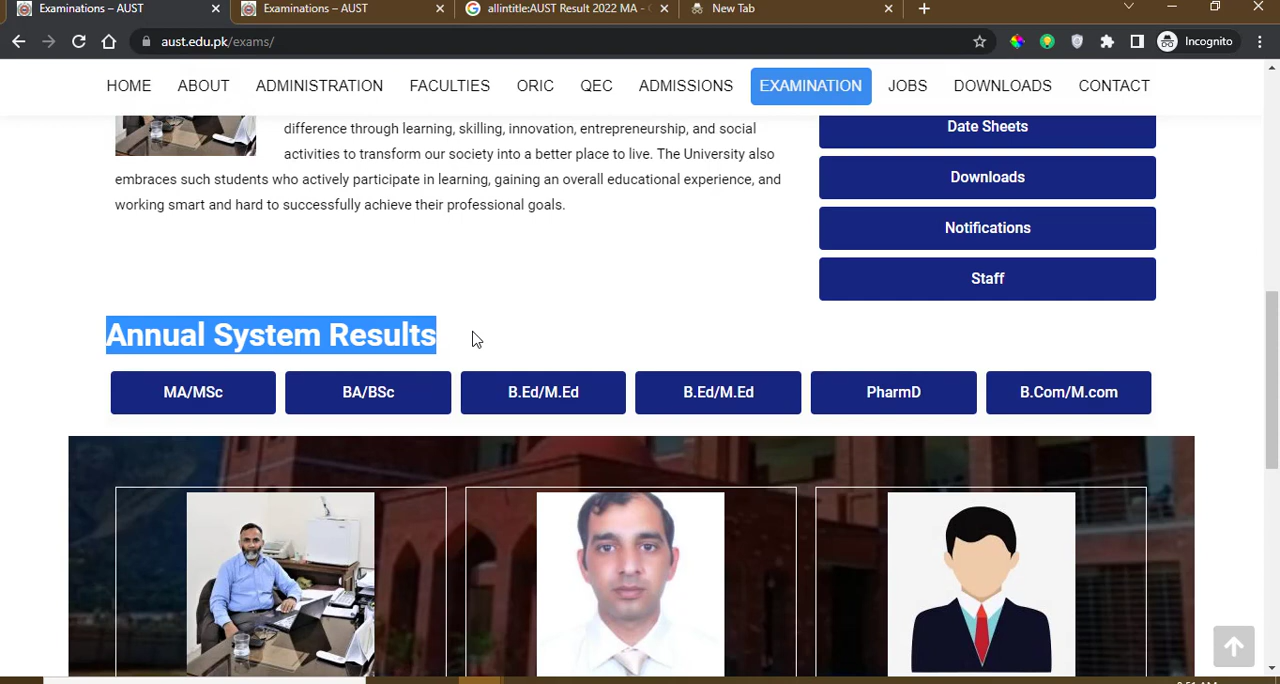 Examinations – AUST
Examinations – AUST
allintitle:AUST Result 2022 MA -
New Tab
aust.edu.pk/exams/
Incognito
HOME ABOUT ADMINISTRATION FACULTIES ORIC QEC ADMISSIONS EXAMINATION JOBS DOWNLOADS CONTACT
difference through learning, skilling, innovation, entrepreneurship, and social
activities to transform our society into a better place to live. The University also
embraces such students who actively participate in learning, gaining an overall educational experience, and
working smart and hard to successfully achieve their professional goals.
Date Sheets
Downloads
Notifications
Staff
Annual System Results
MA/MSc BA/BSc B.Ed/M.Ed B.Ed/M.Ed PharmD B.Com/M.com